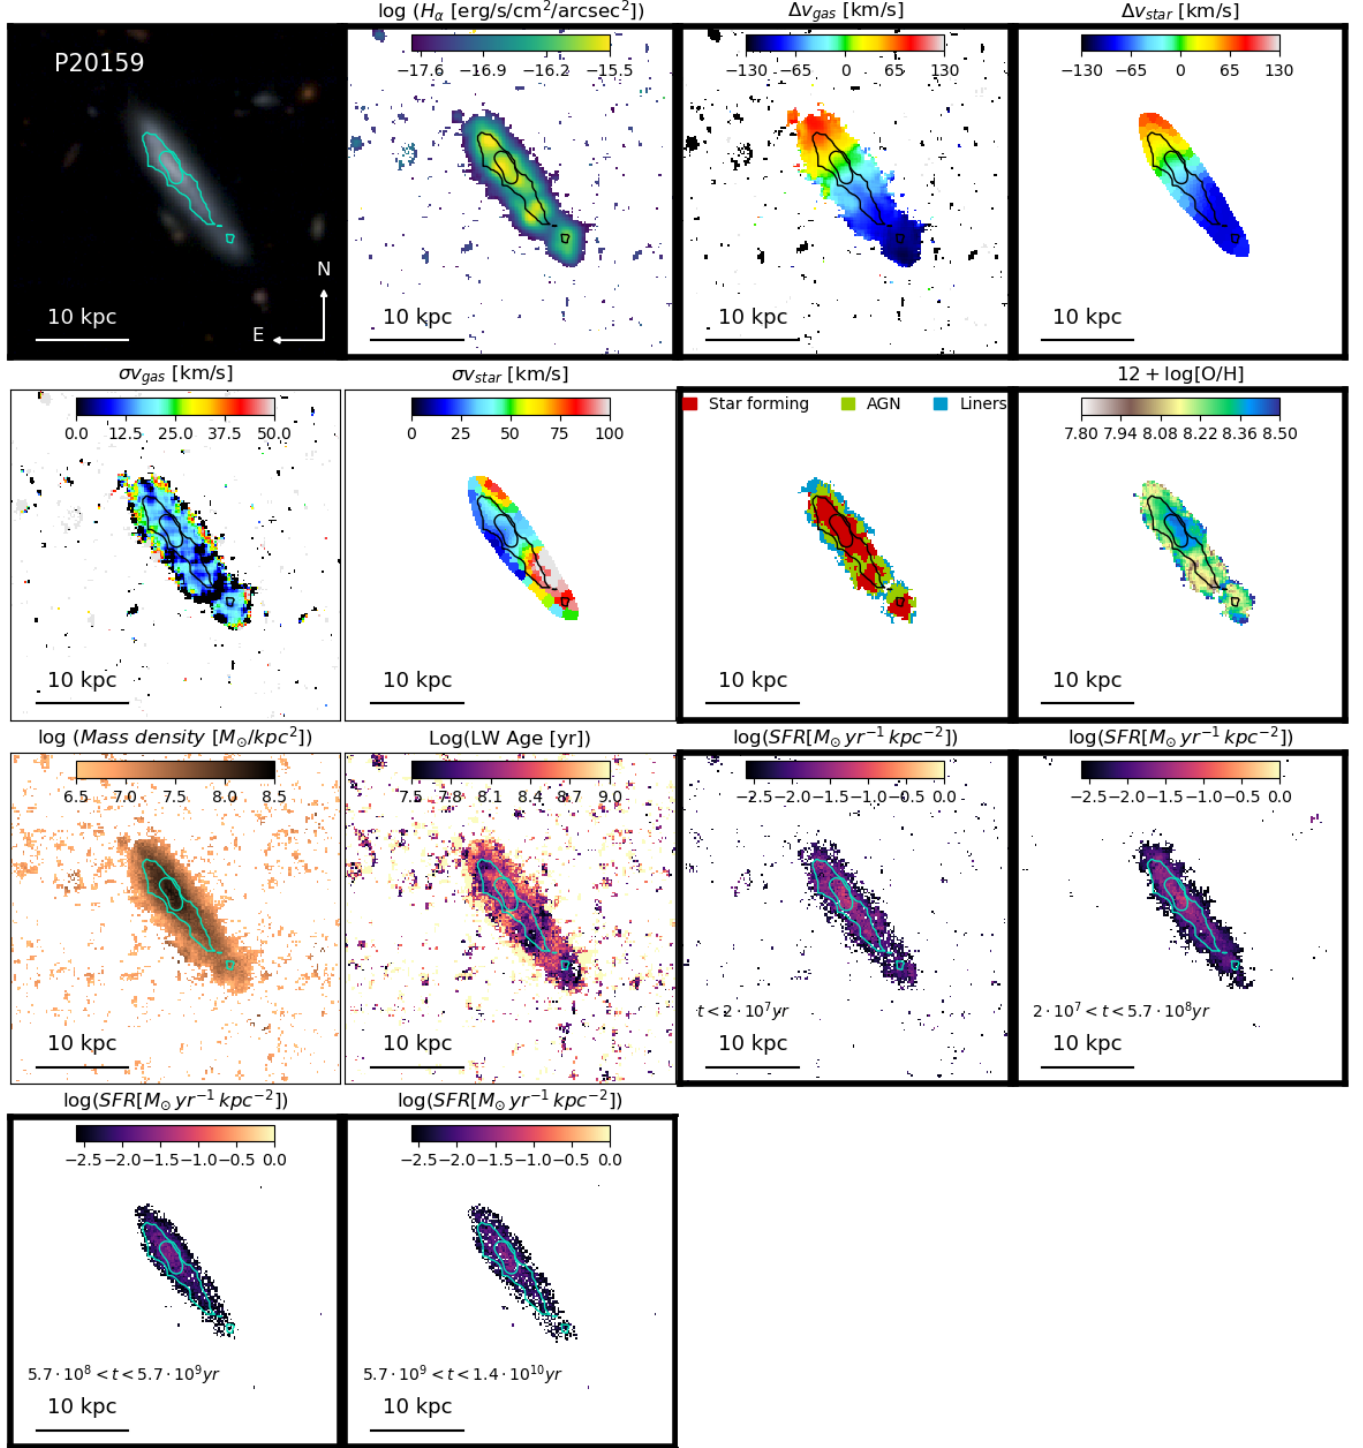 log (Hα [erg/s/cm²/arcsec²])
Δv_gas [km/s]
Δv_star [km/s]
P20159
−17.6 −16.9 −16.2 −15.5
−130 −65 0 65 130
−130 −65 0 65 130
N
E
10 kpc
10 kpc
10 kpc
10 kpc
σv_gas [km/s]
σv_star [km/s]
12 + log[O/H]
Star forming AGN Liners
0.0 12.5 25.0 37.5 50.0
0 25 50 75 100
7.80 7.94 8.08 8.22 8.36 8.50
10 kpc
10 kpc
10 kpc
10 kpc
log (Mass density [M⊙/kpc²])
Log(LW Age [yr])
log(SFR[M⊙ yr⁻¹ kpc⁻²])
log(SFR[M⊙ yr⁻¹ kpc⁻²])
6.5 7.0 7.5 8.0 8.5
7.5 7.8 8.1 8.4 8.7 9.0
−2.5 −2.0 −1.5 −1.0 −0.5 0.0
−2.5 −2.0 −1.5 −1.0 −0.5 0.0
t < 2 · 10⁷yr
2 · 10⁷ < t < 5.7 · 10⁸yr
10 kpc
10 kpc
10 kpc
10 kpc
log(SFR[M⊙ yr⁻¹ kpc⁻²])
log(SFR[M⊙ yr⁻¹ kpc⁻²])
−2.5 −2.0 −1.5 −1.0 −0.5 0.0
−2.5 −2.0 −1.5 −1.0 −0.5 0.0
5.7 · 10⁸ < t < 5.7 · 10⁹yr
5.7 · 10⁹ < t < 1.4 · 10¹⁰yr
10 kpc
10 kpc